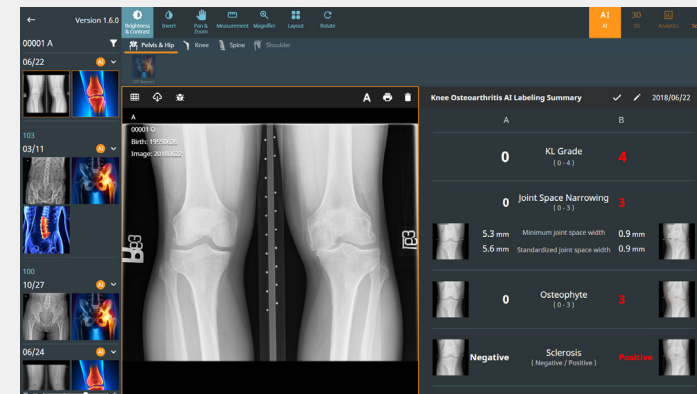 Version 1.6.0
Brightness & Contrast
Invert
Pan & Zoom
Measurement
Magnifier
Layout
Rotate
AI
AI
3D
3D
Analytics
00001 A
Pelvis & Hip
Knee
Spine
Shoulder
06/22
AI
103
03/11
AI
100
10/27
AI
06/24
AI
A
A
00001 O
Birth: 19550626
Image: 20180622
Knee Osteoarthritis AI Labeling Summary
2018/06/22
A B
0 KL Grade 4
( 0 - 4 )
0 Joint Space Narrowing 3
( 0 - 3 )
5.3 mm Minimum joint space width 0.9 mm
5.6 mm Standardized joint space width 0.9 mm
0 Osteophyte 3
( 0 - 3 )
Negative Sclerosis Positive
( Negative / Positive )